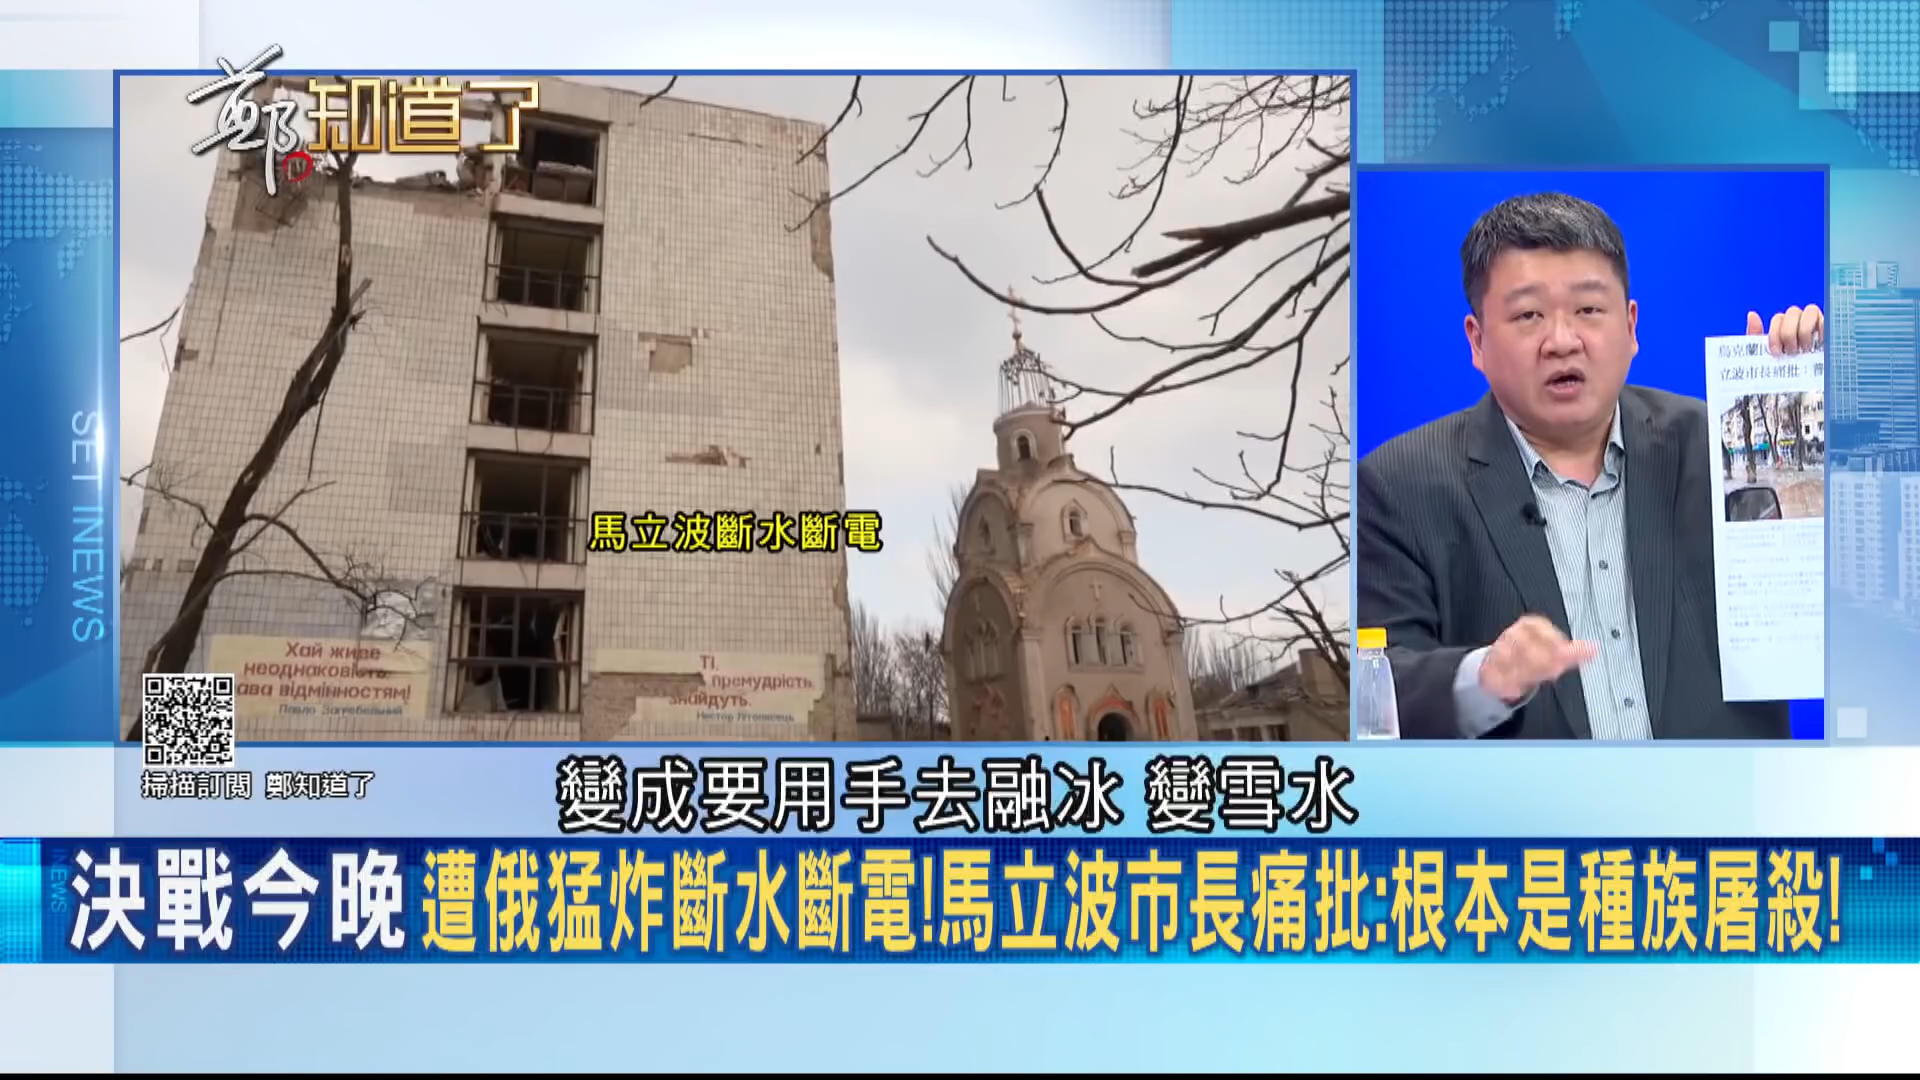 鄭知道了
SET iNEWS
馬立波斷水斷電
Хай живе
неоднаковість.
ава відмінностям!
Павло Загребельний
Ті,
премудрість
знайдуть.
Нестор Літописець
烏克蘭民
立波市長痛批：
掃描訂閱 鄭知道了
變成要用手去融冰 變雪水
iNEWS
決戰今晚
遭俄猛炸斷水斷電!馬立波市長痛批:根本是種族屠殺!